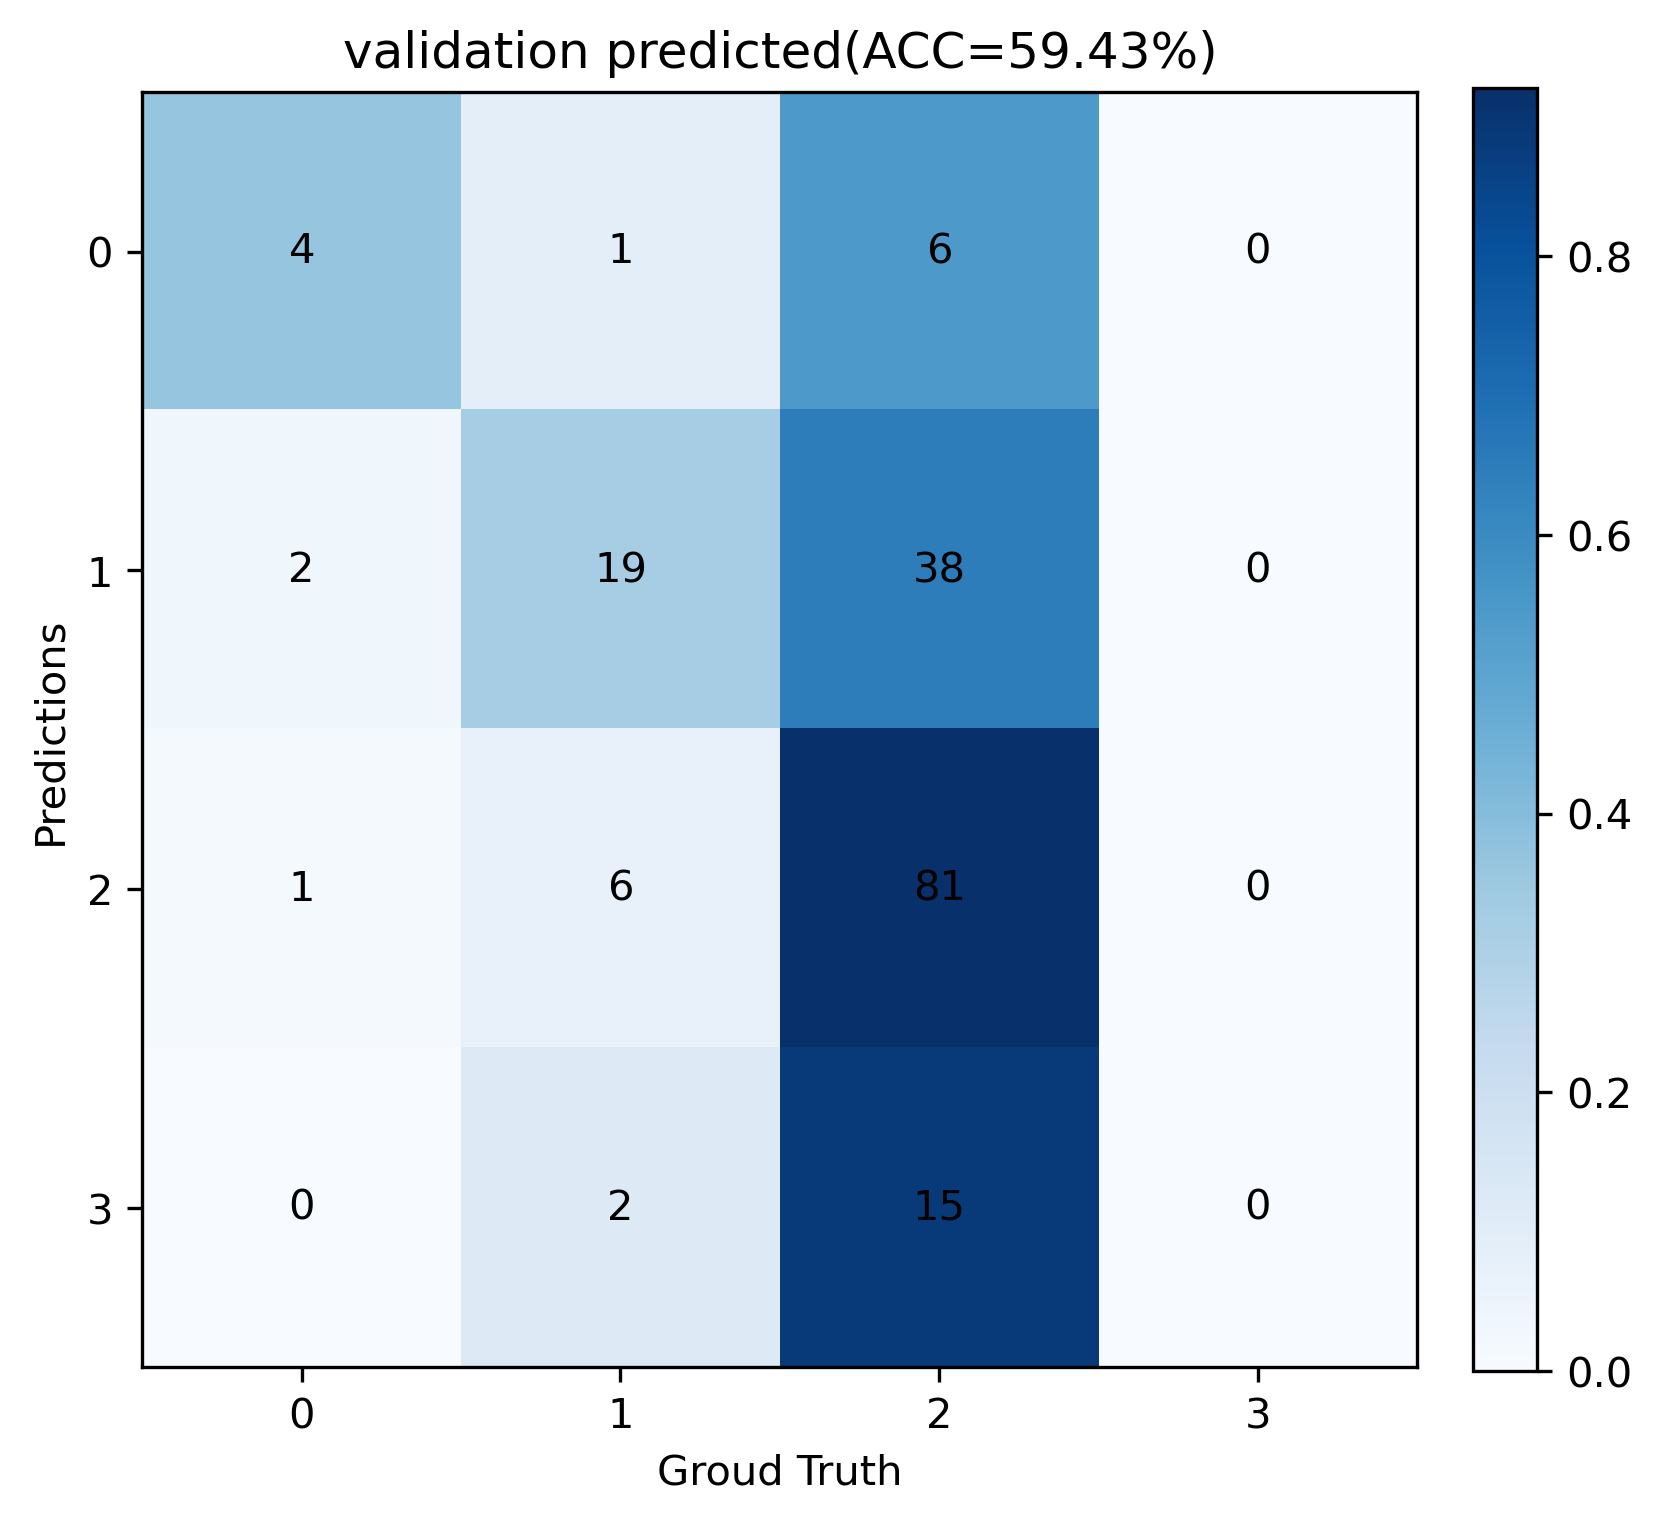 validation predicted(ACC=59.43%)
0 4 1 6 0
1 2 19 38 0
2 1 6 81 0
3 0 2 15 0
0 1 2 3
Predictions
Groud Truth
0.8
0.6
0.4
0.2
0.0